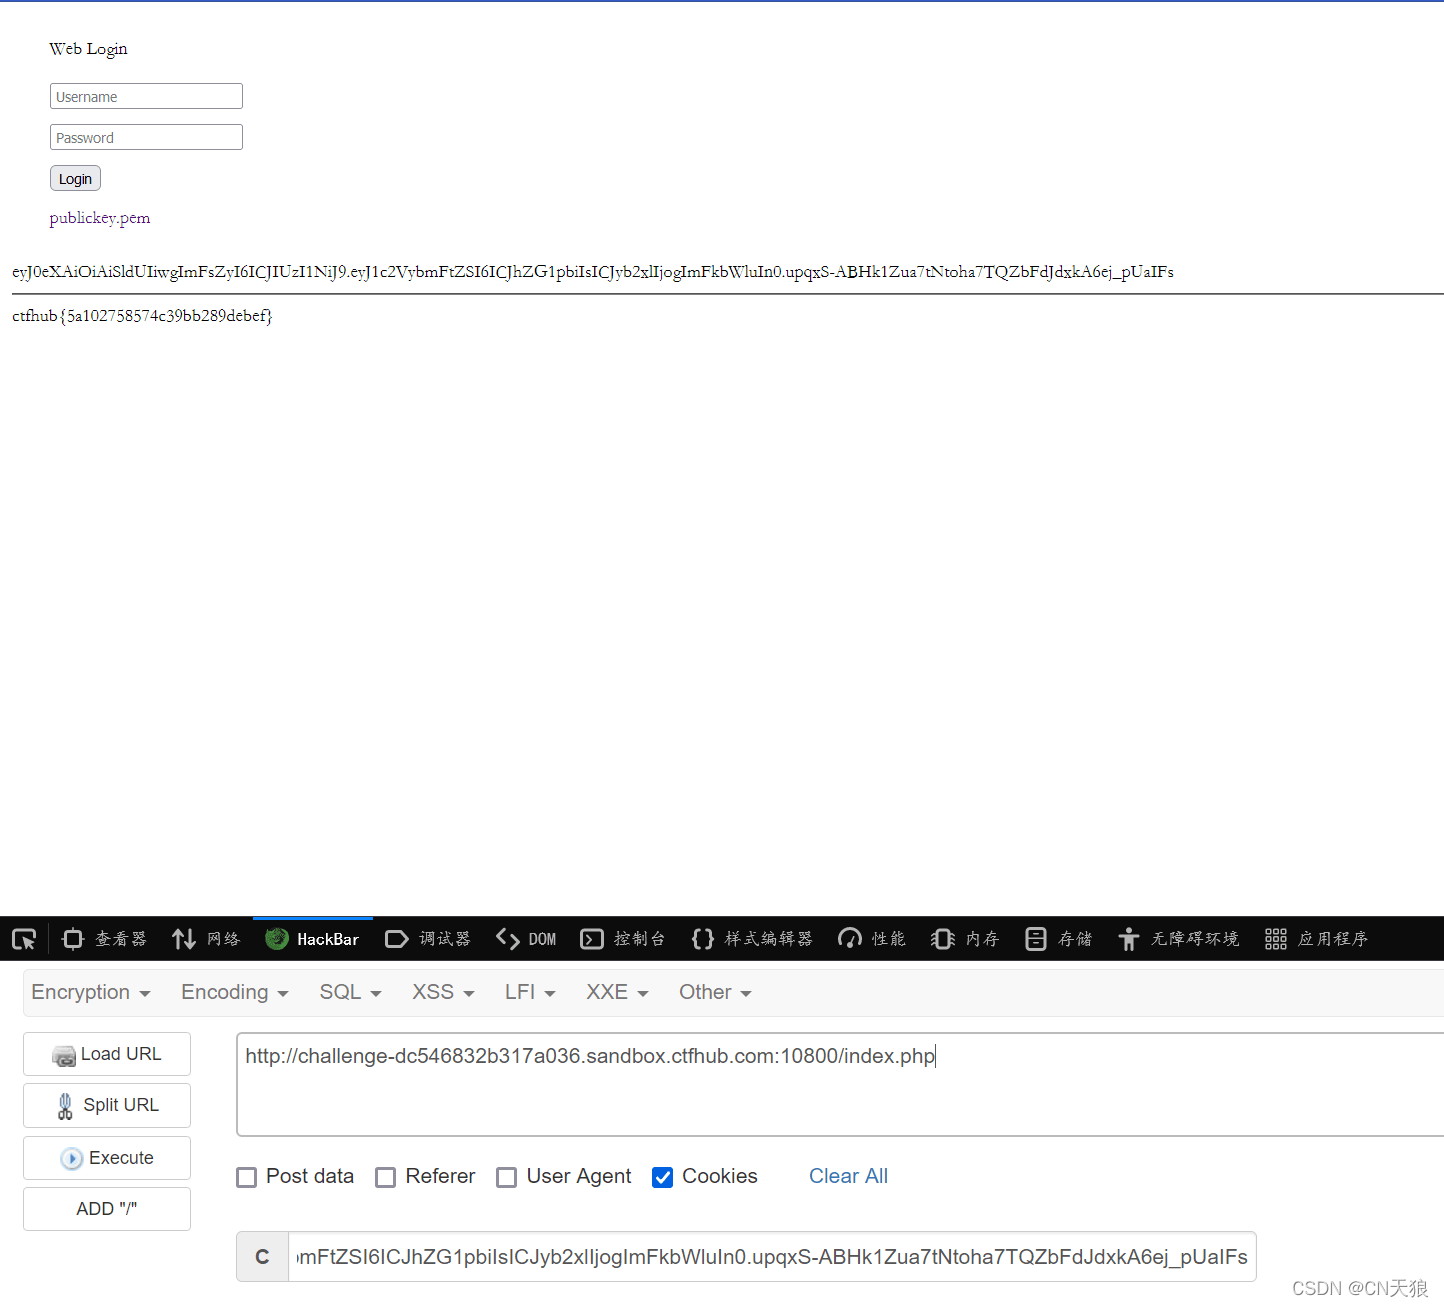 Web Login
Username
Password
Login
publickey.pem
eyJ0eXAiOiAiSldUIiwgImFsZyI6ICJIUzI1NiJ9.eyJ1c2VybmFtZSI6ICJhZG1pbiIsICJyb2xlIjogImFkbWluIn0.upqxS-ABHk1Zua7tNtoha7TQZbFdJdxkA6ej_pUaIFs
ctfhub{5a102758574c39bb289debef}
查看器 网络 HackBar 调试器 DOM 控制台 样式编辑器 性能 内存 存储 无障碍环境 应用程序
Encryption Encoding SQL XSS LFI XXE Other
Load URL
http://challenge-dc546832b317a036.sandbox.ctfhub.com:10800/index.php
Split URL
Execute
ADD "/"
Post data Referer User Agent Cookies Clear All
C bmFtZSI6ICJhZG1pbiIsICJyb2xlIjogImFkbWluIn0.upqxS-ABHk1Zua7tNtoha7TQZbFdJdxkA6ej_pUaIFs
CSDN @CN天狼